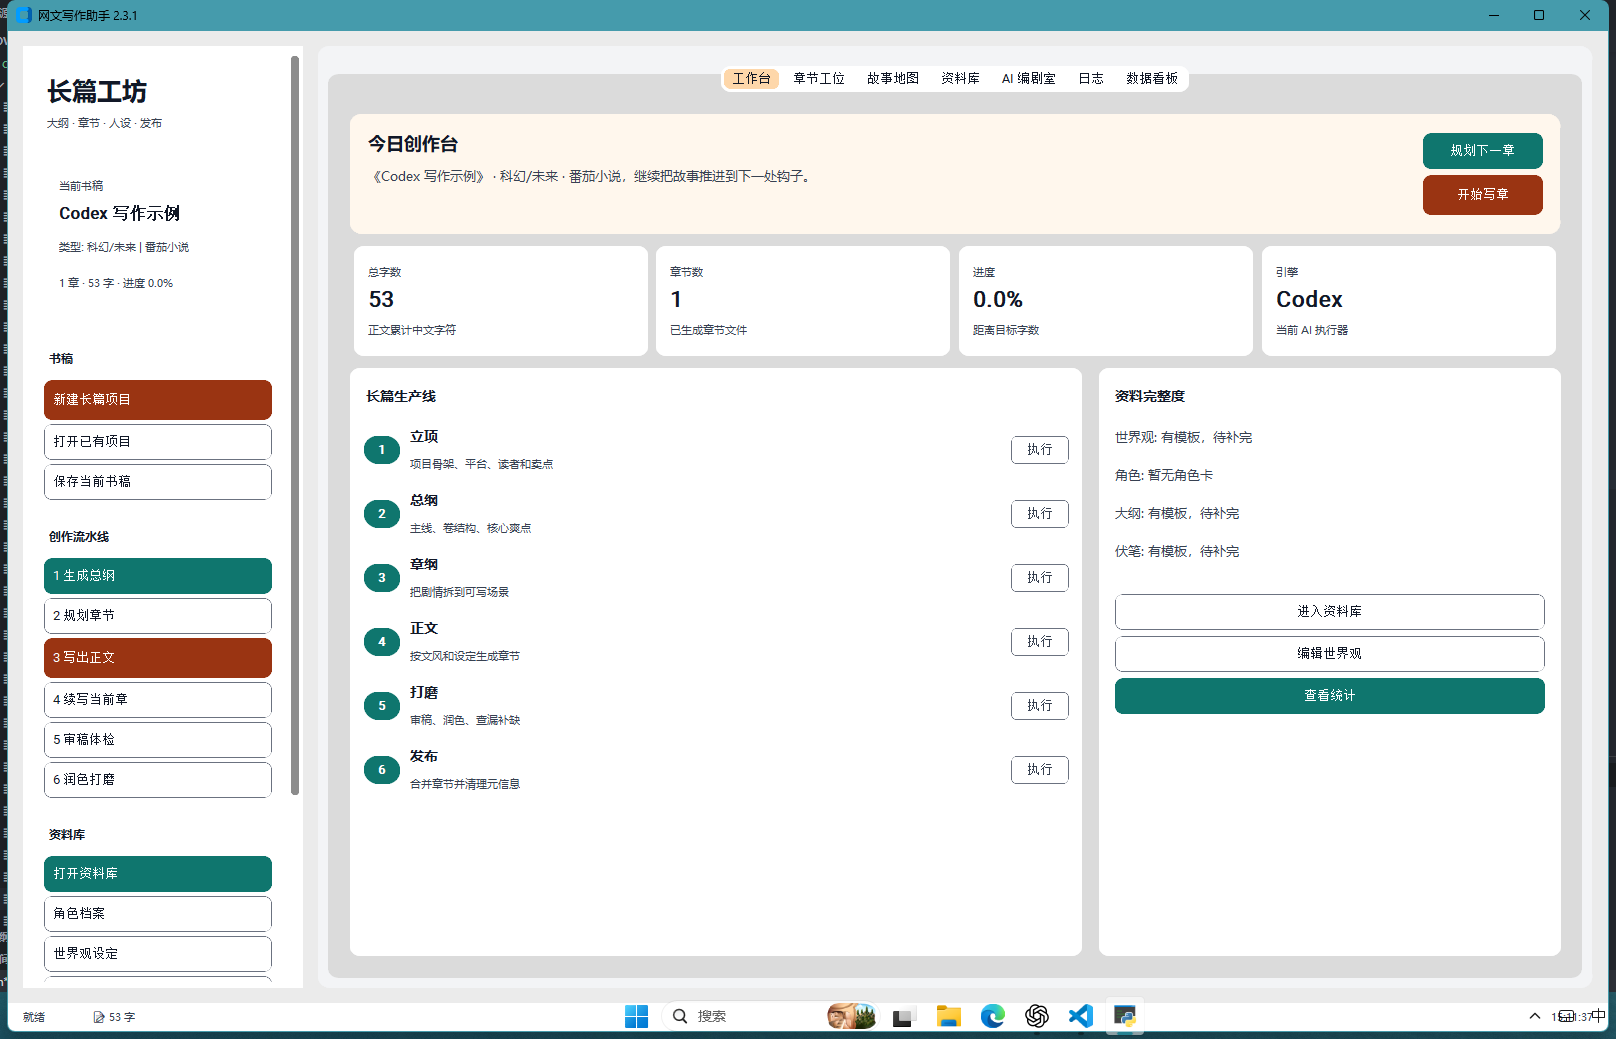 网文写作助手 2.3.1
长篇工坊
大纲 · 章节 · 人设 · 发布
当前书稿
Codex 写作示例
类型: 科幻/未来 | 番茄小说
1 章 · 53 字 · 进度 0.0%
书稿
新建长篇项目
打开已有项目
保存当前书稿
创作流水线
1 生成总纲
2 规划章节
3 写出正文
4 续写当前章
5 审稿体检
6 润色打磨
资料库
打开资料库
角色档案
世界观设定
工作台 章节工位 故事地图 资料库 AI 编剧室 日志 数据看板
今日创作台
《Codex 写作示例》 · 科幻/未来 · 番茄小说，继续把故事推进到下一处钩子。
规划下一章
开始写章
总字数
53
正文累计中文字符
章节数
1
已生成章节文件
进度
0.0%
距离目标字数
引擎
Codex
当前 AI 执行器
长篇生产线
1 立项 执行
项目骨架、平台、读者和卖点
2 总纲 执行
主线、卷结构、核心爽点
3 章纲 执行
把剧情拆到可写场景
4 正文 执行
按文风和设定生成章节
5 打磨 执行
审稿、润色、查漏补缺
6 发布 执行
合并章节并清理元信息
资料完整度
世界观: 有模板，待补完
角色: 暂无角色卡
大纲: 有模板，待补完
伏笔: 有模板，待补完
进入资料库
编辑世界观
查看统计
就绪 53 字
搜索
中